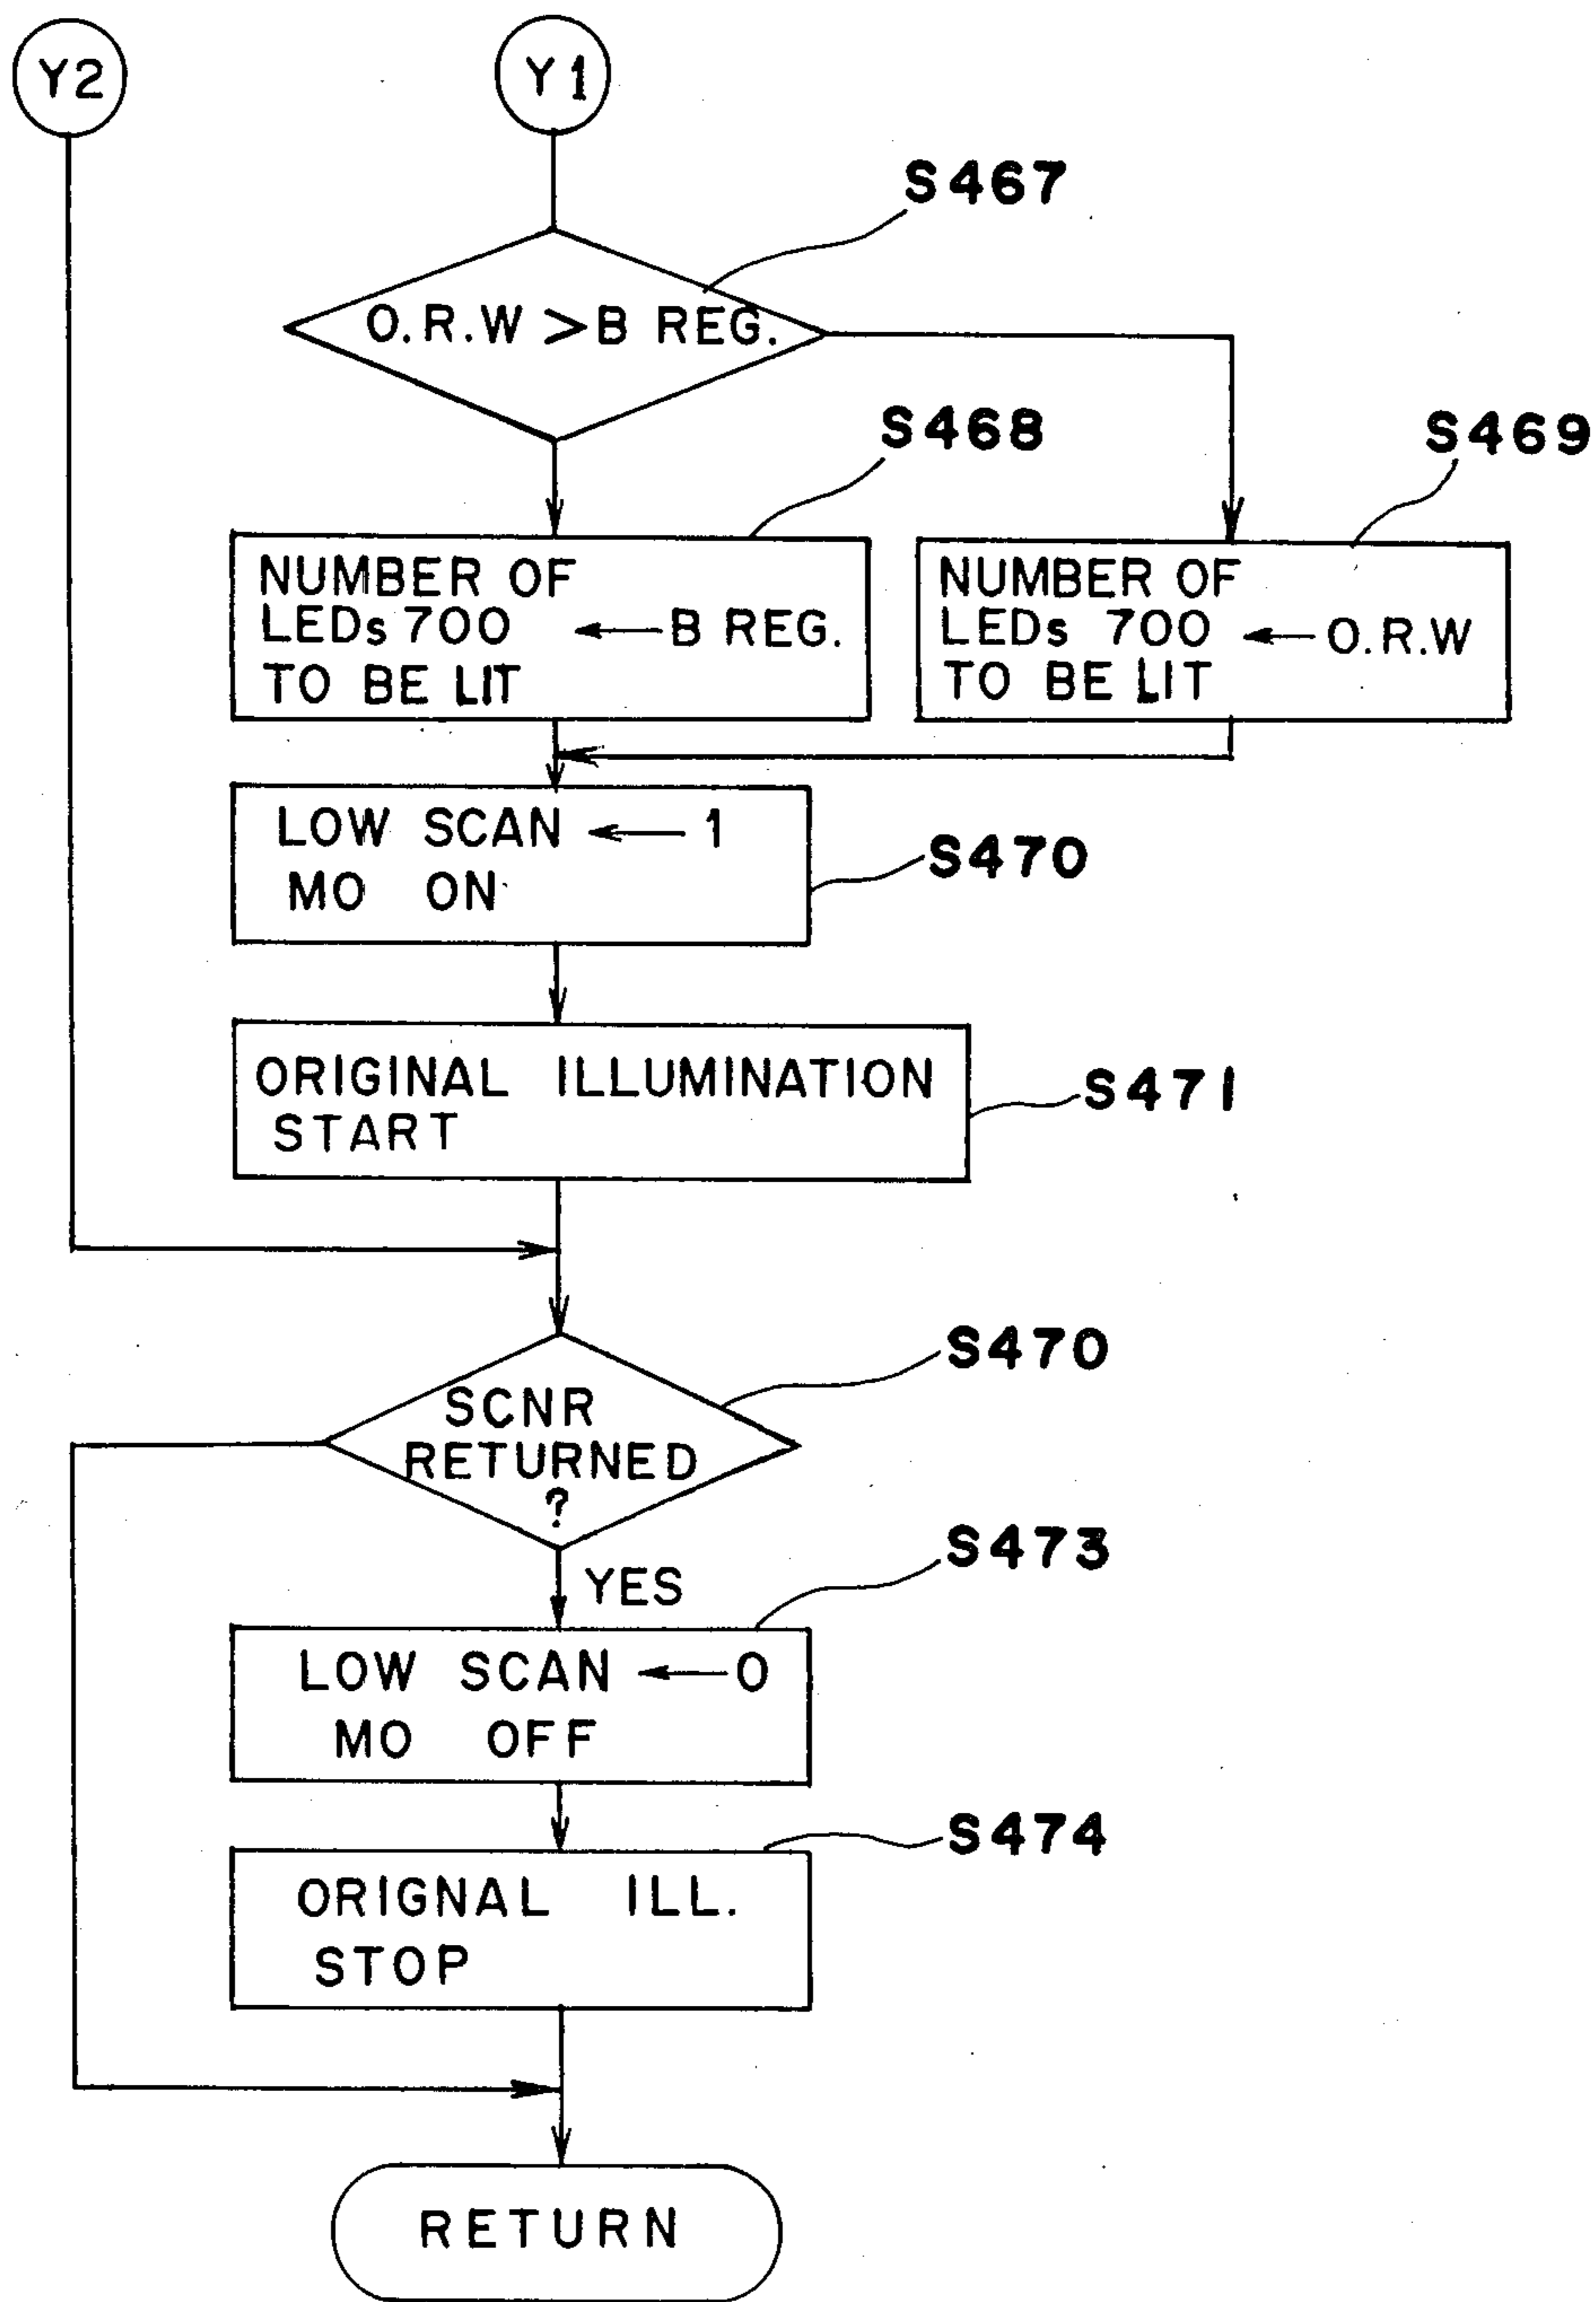 Y2
Y1
S467
O.R.W > B REG.
S468
S469
NUMBER OF
LEDs 700 ← B REG.
TO BE LIT
NUMBER OF
LEDs 700 ← O.R.W
TO BE LIT
LOW SCAN ← 1
MO ON
S470
ORIGINAL ILLUMINATION
START
S471
S470
SCNR
RETURNED
?
S473
YES
LOW SCAN ← 0
MO OFF
S474
ORIGNAL ILL.
STOP
RETURN